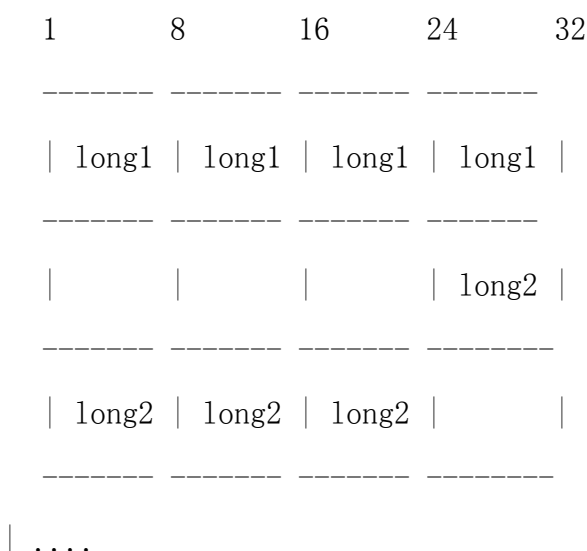 1 8 16 24 32
------- ------- ------- -------
| long1 | long1 | long1 | long1 |
------- ------- ------- -------
| | | | long2 |
------- ------- ------- --------
| long2 | long2 | long2 | |
------- ------- ------- --------
| ....